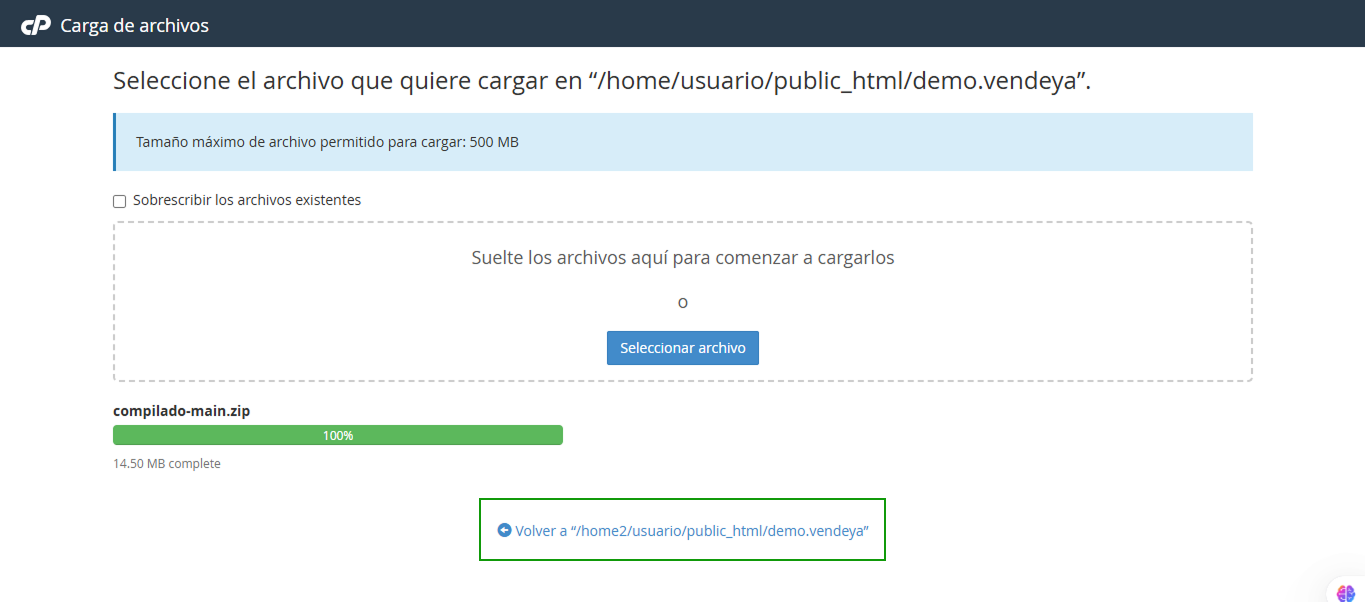 cP Carga de archivos
Seleccione el archivo que quiere cargar en “/home/usuario/public_html/demo.vendeya”.
Tamaño máximo de archivo permitido para cargar: 500 MB
Sobrescribir los archivos existentes
Suelte los archivos aquí para comenzar a cargarlos
o
Seleccionar archivo
compilado-main.zip
100%
14.50 MB complete
Volver a “/home2/usuario/public_html/demo.vendeya”